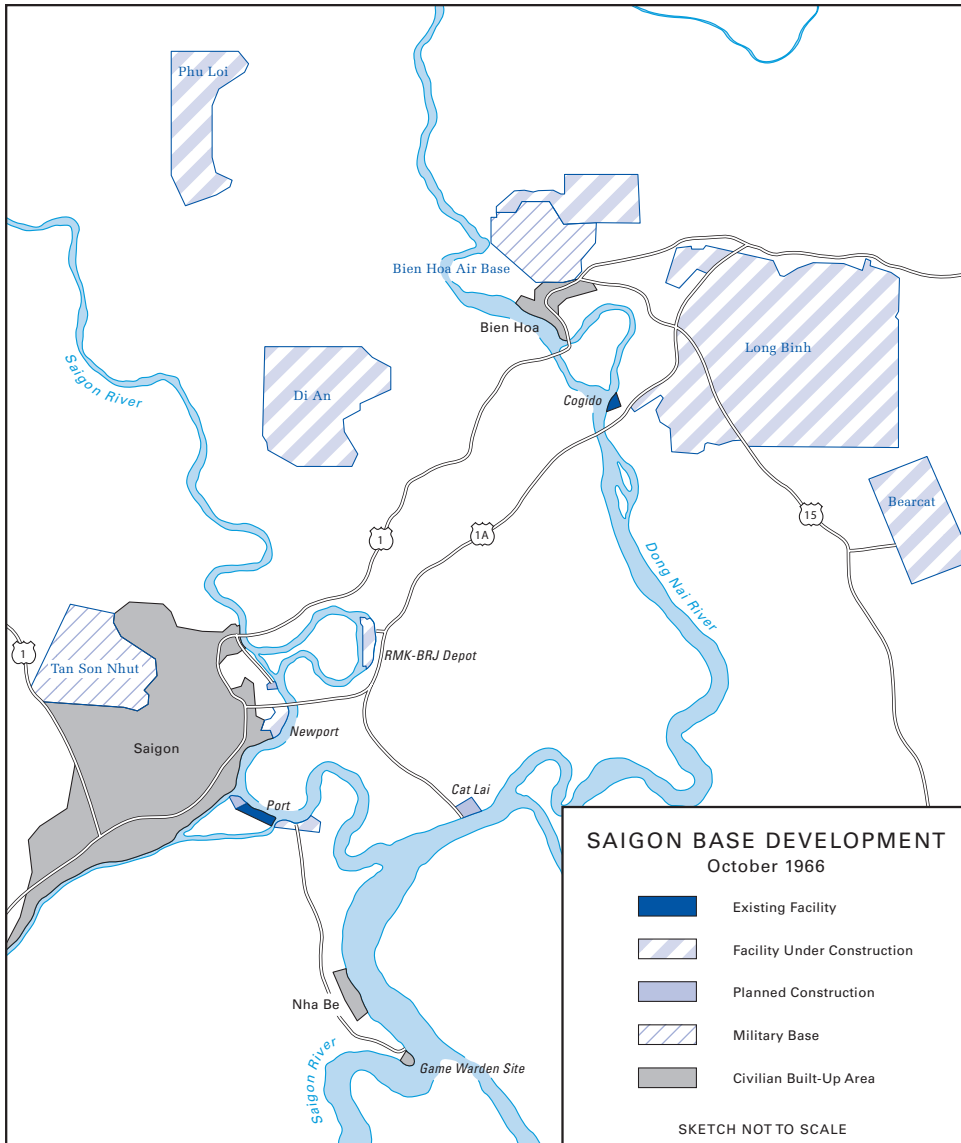 Phu Loi
Bien Hoa Air Base
Bien Hoa
Long Binh
Saigon River
Di An
Cogido
Bearcat
15
1
1A
Dong Nai River
1
Tan Son Nhut
RMK-BRJ Depot
Newport
Saigon
Cat Lai
Port
Nha Be
Saigon River
Game Warden Site
SAIGON BASE DEVELOPMENT
October 1966
Existing Facility
Facility Under Construction
Planned Construction
Military Base
Civilian Built-Up Area
SKETCH NOT TO SCALE